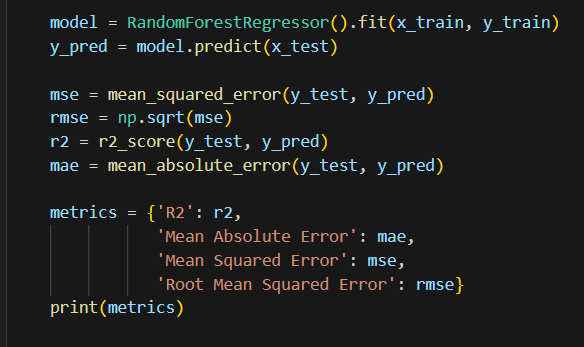 model = RandomForestRegressor().fit(x_train, y_train)
y_pred = model.predict(x_test)

mse = mean_squared_error(y_test, y_pred)
rmse = np.sqrt(mse)
r2 = r2_score(y_test, y_pred)
mae = mean_absolute_error(y_test, y_pred)

metrics = {'R2': r2,
           'Mean Absolute Error': mae,
           'Mean Squared Error': mse,
           'Root Mean Squared Error': rmse}
print(metrics)